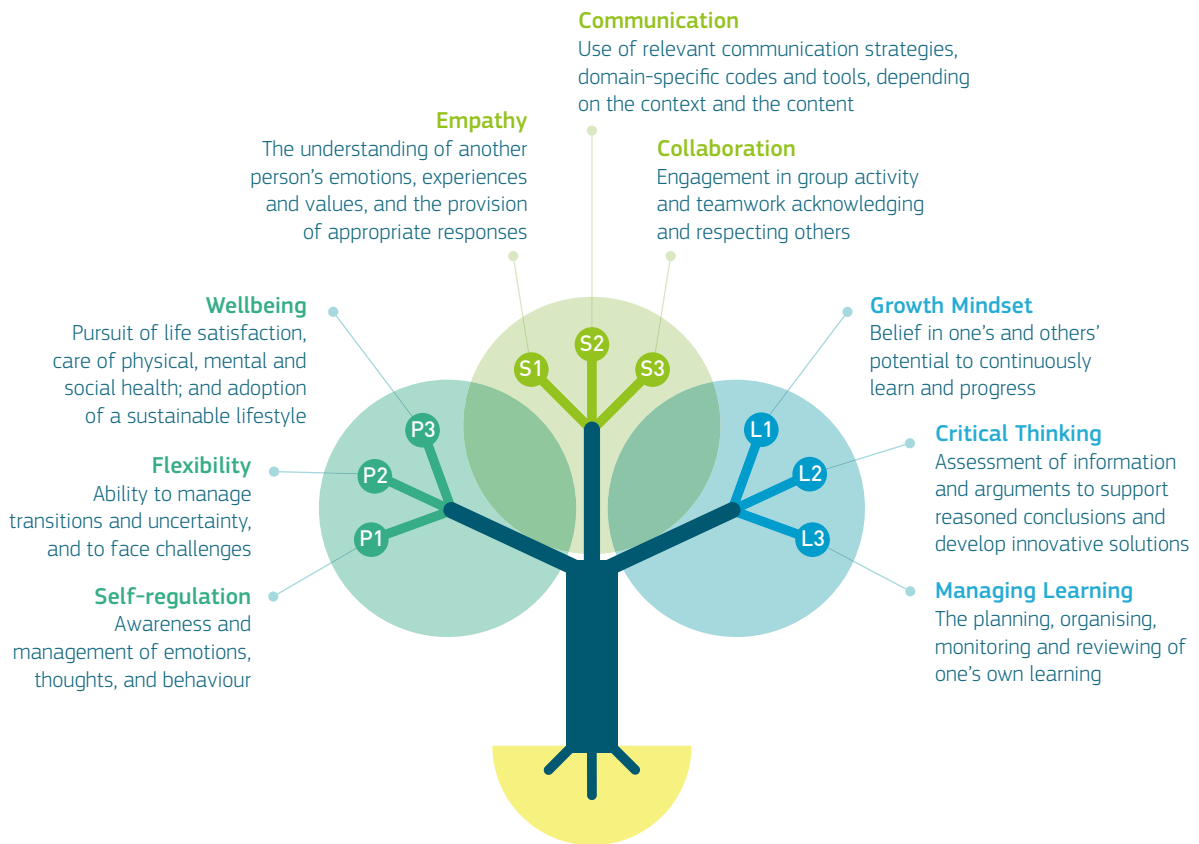 Communication
Use of relevant communication strategies,
domain-specific codes and tools, depending
on the context and the content
Empathy
The understanding of another
person's emotions, experiences
and values, and the provision
of appropriate responses
Collaboration
Engagement in group activity
and teamwork acknowledging
and respecting others
Wellbeing
Pursuit of life satisfaction,
care of physical, mental and
social health; and adoption
of a sustainable lifestyle
Flexibility
Ability to manage
transitions and uncertainty,
and to face challenges
Self-regulation
Awareness and
management of emotions,
thoughts, and behaviour
P1
P2
P3
S1
S2
S3
L1
L2
L3
Growth Mindset
Belief in one's and others'
potential to continuously
learn and progress
Critical Thinking
Assessment of information
and arguments to support
reasoned conclusions and
develop innovative solutions
Managing Learning
The planning, organising,
monitoring and reviewing of
one's own learning